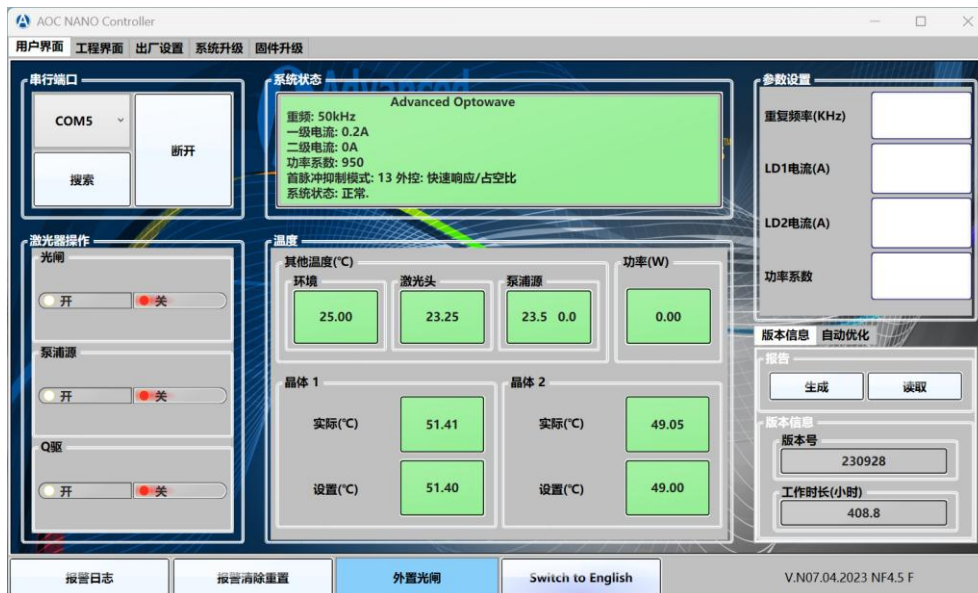 AOC NANO Controller
用户界面 工程界面 出厂设置 系统升级 固件升级
串行端口
COM5
断开
搜索
系统状态
Advanced
Advanced Optowave
重频: 50kHz
一级电流: 0.2A
二级电流: 0A
功率系数: 950
首脉冲抑制模式: 13 外控: 快速响应/占空比
系统状态: 正常.
参数设置
重复频率(KHz)
LD1电流(A)
LD2电流(A)
功率系数
激光器操作
光闸
开 关
泵浦源
开 关
Q驱
开 关
温度
其他温度(℃)
环境 激光头 泵浦源
25.00 23.25 23.5 0.0
功率(W)
0.00
晶体 1
实际(℃) 51.41
设置(℃) 51.40
晶体 2
实际(℃) 49.05
设置(℃) 49.00
版本信息 自动优化
报告
生成 读取
版本信息
版本号
230928
工作时长(小时)
408.8
报警日志 报警清除重置 外置光闸 Switch to English V.N07.04.2023 NF4.5 F